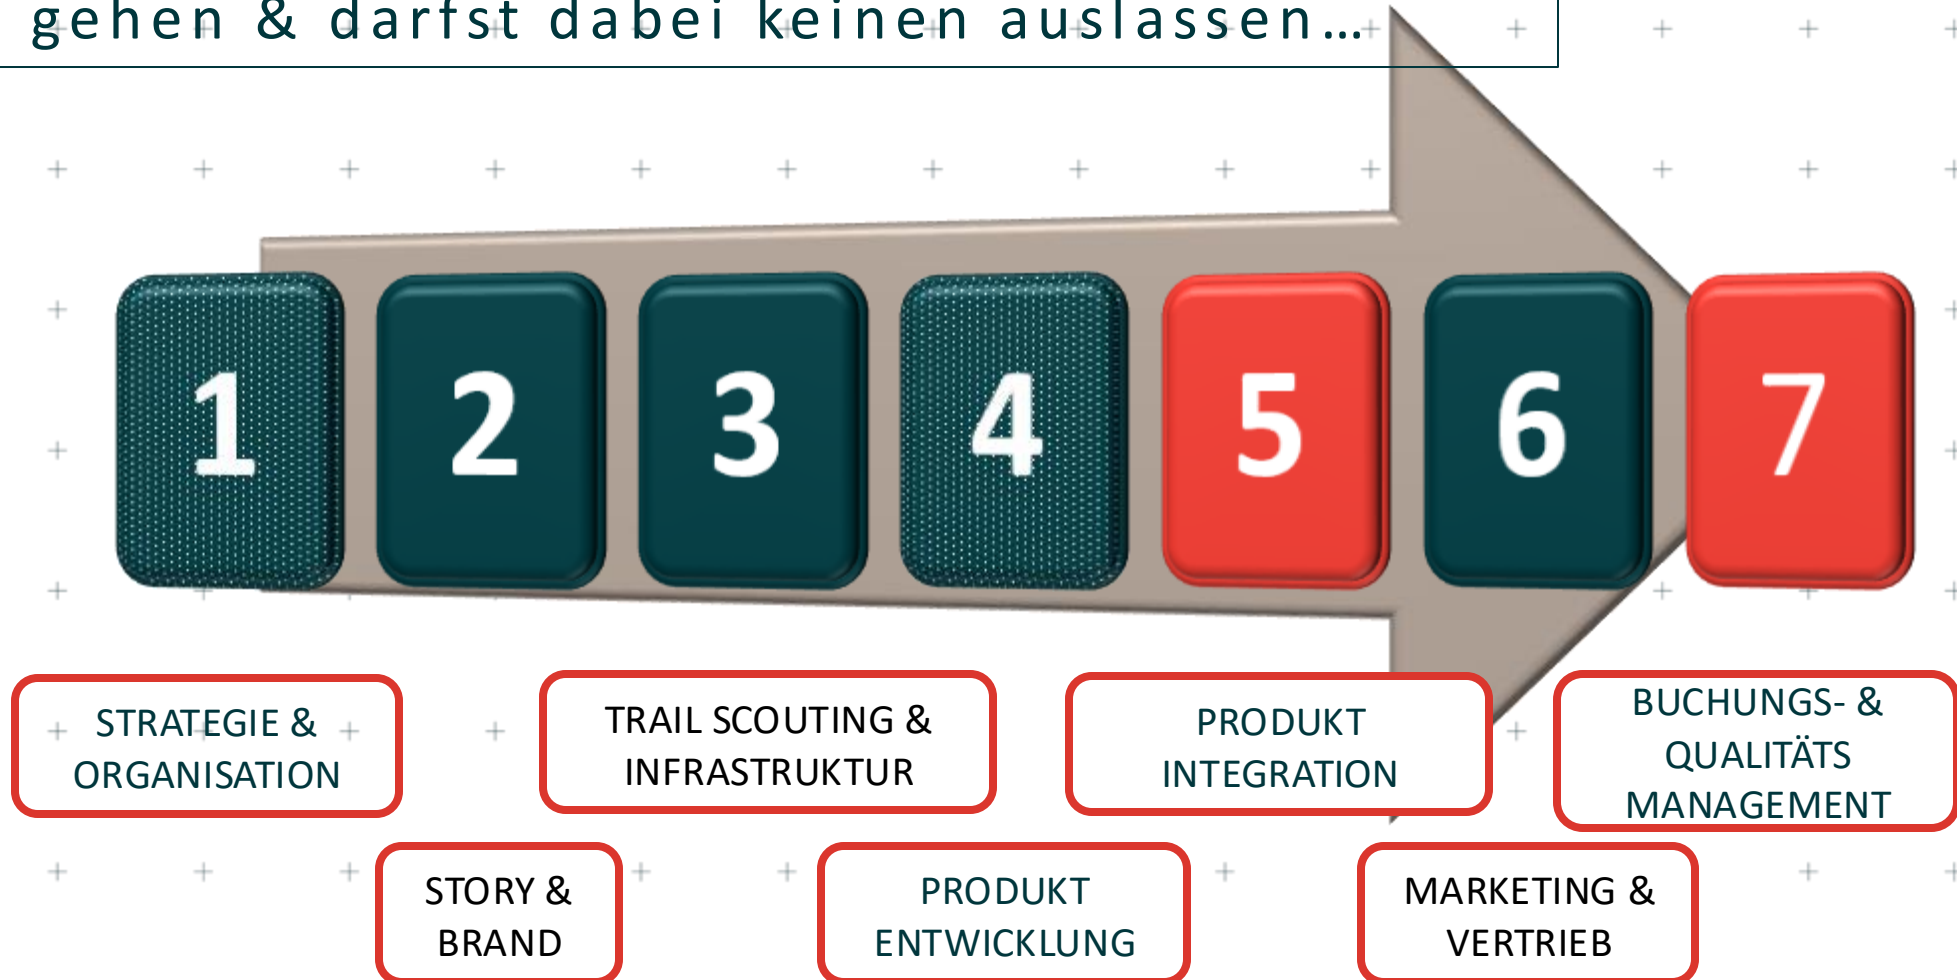 gehen & darfst dabei keinen auslassen…
1 2 3 4 5 6 7
STRATEGIE &
ORGANISATION
STORY &
BRAND
TRAIL SCOUTING &
INFRASTRUKTUR
PRODUKT
ENTWICKLUNG
PRODUKT
INTEGRATION
MARKETING &
VERTRIEB
BUCHUNGS- &
QUALITÄTS
MANAGEMENT